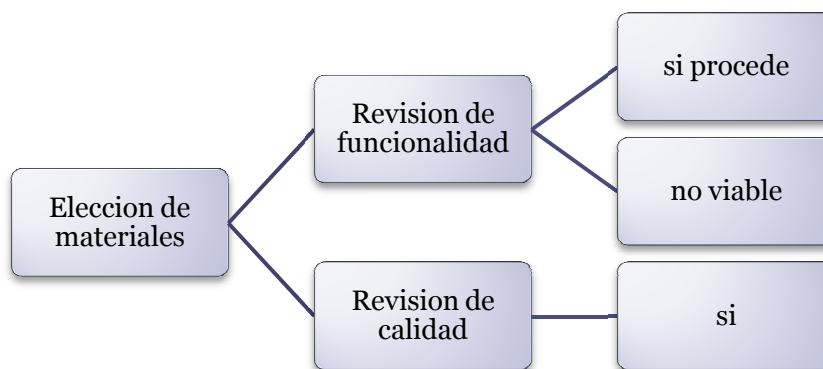 Eleccion de
materiales
Revision de
funcionalidad
si procede
no viable
Revision de
calidad
si